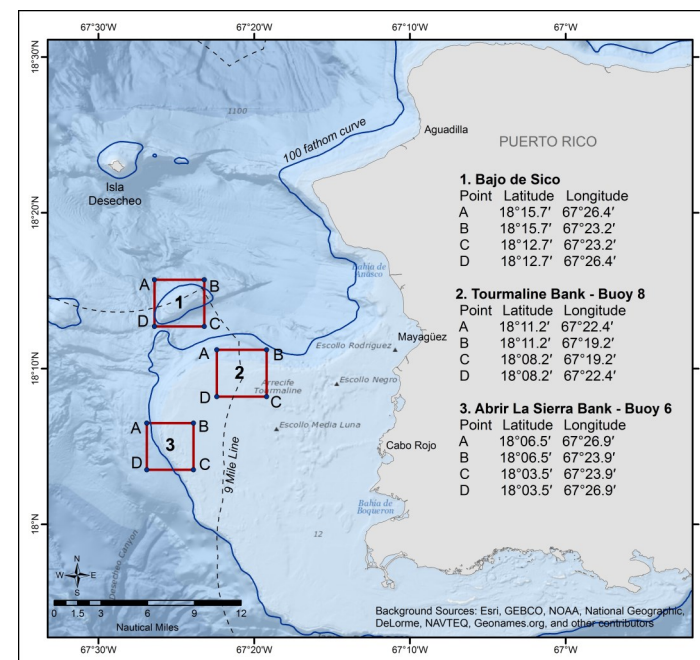 67°30'W 67°20'W 67°10'W 67°W
18°30'N
1100
100 fathom curve
Aguadilla
PUERTO RICO
Isla
Desecheo
18°20'N
1. Bajo de Sico
Point Latitude Longitude
A 18°15.7' 67°26.4'
B 18°15.7' 67°23.2'
C 18°12.7' 67°23.2'
D 18°12.7' 67°26.4'
Bahía de
Añasco
A B
1
D C
2. Tourmaline Bank - Buoy 8
Point Latitude Longitude
A 18°11.2' 67°22.4'
B 18°11.2' 67°19.2'
C 18°08.2' 67°19.2'
D 18°08.2' 67°22.4'
Mayagüez
Escollo Rodríguez
A B
2
D C
Arrecife
Tourmaline
Escollo Negro
18°10'N
3. Abrir La Sierra Bank - Buoy 6
Point Latitude Longitude
A 18°06.5' 67°26.9'
B 18°06.5' 67°23.9'
C 18°03.5' 67°23.9'
D 18°03.5' 67°26.9'
Escollo Media Luna
A B
3
D C
Cabo Rojo
9 Mile Line
Bahía de
Boquerón
18°N
12
Desecheo Canyon
N
W E
S
0 1.5 3 6 9 12
Nautical Miles
Background Sources: Esri, GEBCO, NOAA, National Geographic,
DeLorme, NAVTEQ, Geonames.org, and other contributors
67°30'W 67°20'W 67°10'W 67°W